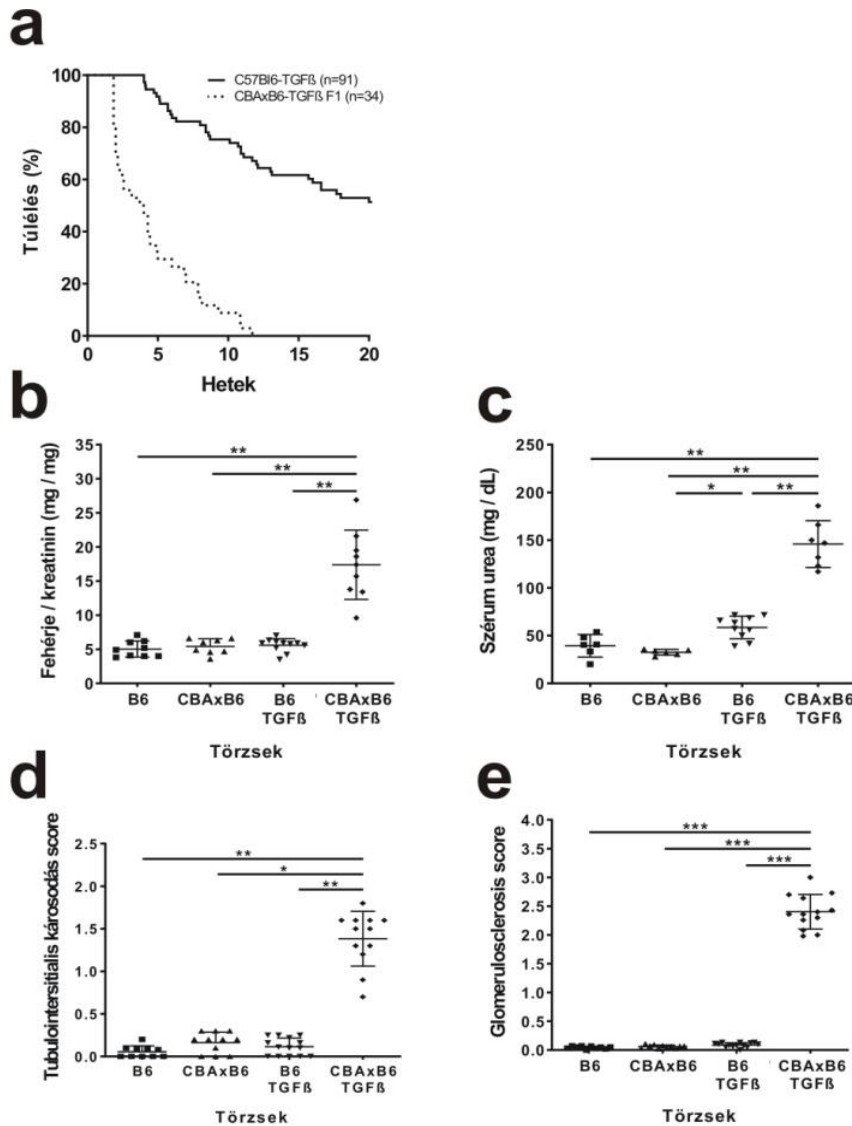 a
C57Bl6-TGFß (n=91)
CBAxB6-TGFß F1 (n=34)
100
80
60
40
20
0
Túlélés (%)
0 5 10 15 20
Hetek
b
35
30
25
20
15
10
5
0
Fehérje / kreatinin (mg / mg)
**
**
**
B6 CBAxB6 B6 TGFß CBAxB6 TGFß
Törzsek
c
250
200
150
100
50
0
Szérum urea (mg / dL)
**
**
* **
B6 CBAxB6 B6 TGFß CBAxB6 TGFß
Törzsek
d
2.5
2.0
1.5
1.0
0.5
0.0
Tubulointersitialis károsodás score
**
*
**
B6 CBAxB6 B6 TGFß CBAxB6 TGFß
Törzsek
e
4.0
3.5
3.0
2.5
2.0
1.5
1.0
0.5
0.0
Glomerulosclerosis score
***
***
***
B6 CBAxB6 B6 TGFß CBAxB6 TGFß
Törzsek